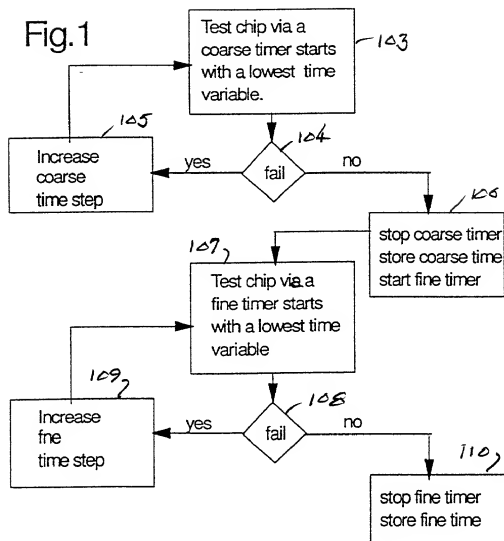 Fig.1
Test chip via a
coarse timer starts
with a lowest time
variable.
103
105
104
Increase
coarse
time step
yes
fail
no
106
stop coarse timer
store coarse time
start fine timer
107
Test chip via a
fine timer starts
with a lowest time
variable
109
108
Increase
fne
time step
yes
fail
no
110
stop fine timer
store fine time